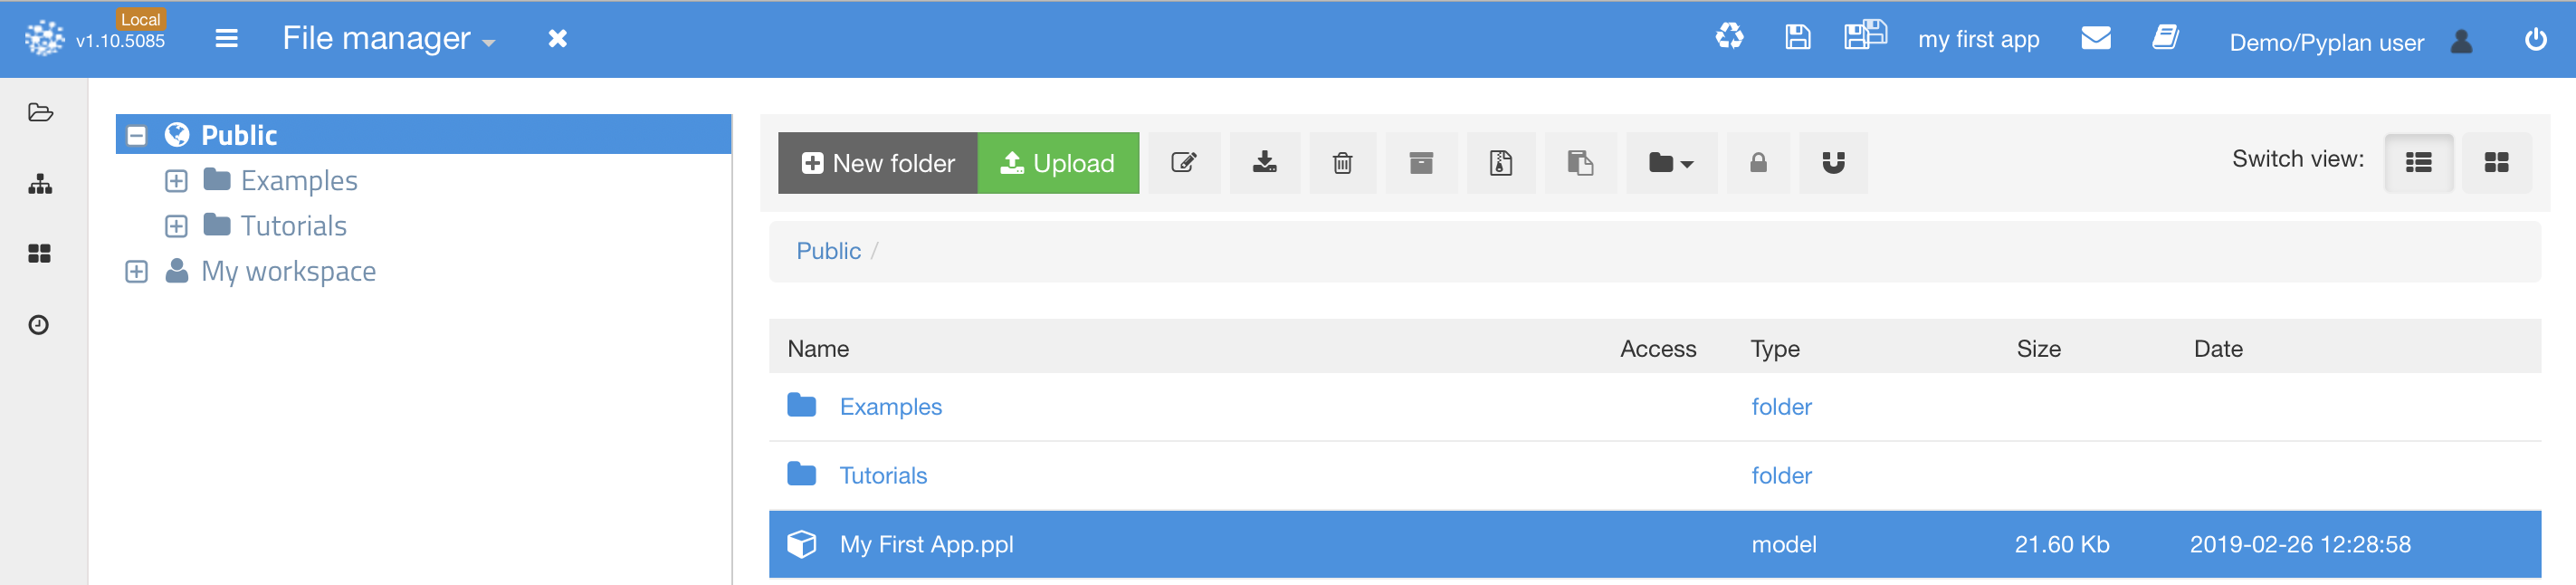 Local
v1.10.5085
File manager
my first app
Demo/Pyplan user
Public
Examples
Tutorials
My workspace
New folder
Upload
Switch view:
Public /
Name Access Type Size Date
Examples folder
Tutorials folder
My First App.ppl model 21.60 Kb 2019-02-26 12:28:58